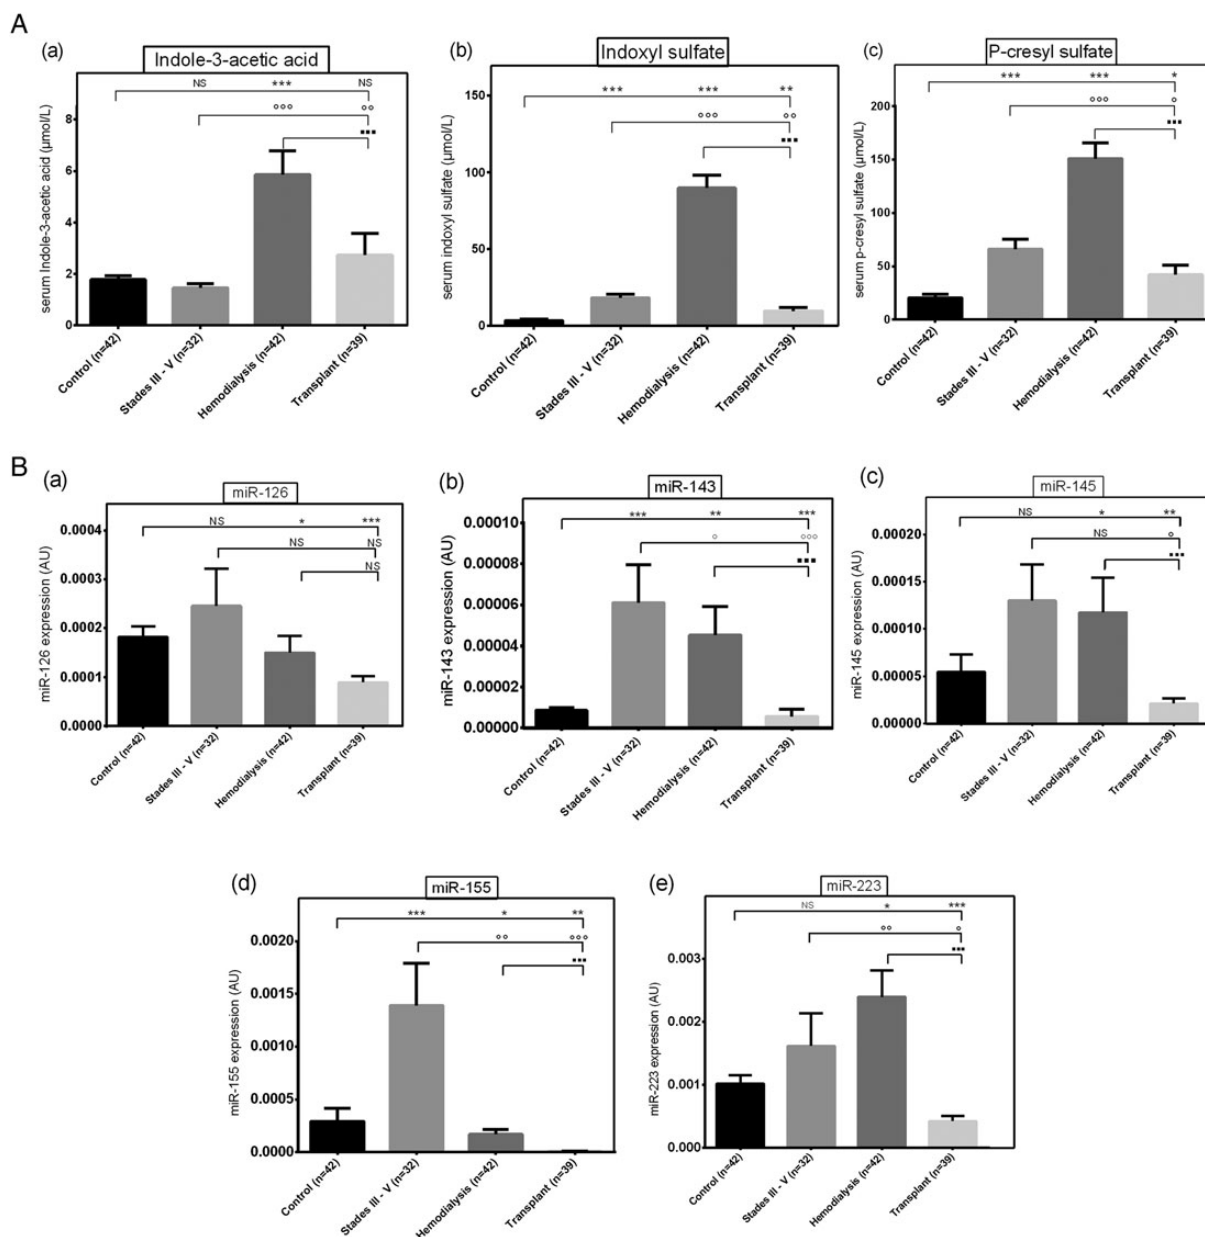 A
(a)
Indole-3-acetic acid
NS *** NS
°°° °°
▪▪▪
serum Indole-3-acetic acid (µmol/L)
8
6
4
2
0
Control (n=42)
Stades III - V (n=32)
Hemodialysis (n=42)
Transplant (n=39)
(b)
Indoxyl sulfate
*** *** **
°°° °°
▪▪▪
serum indoxyl sulfate (µmol/L)
150
100
50
0
Control (n=42)
Stades III - V (n=32)
Hemodialysis (n=42)
Transplant (n=39)
(c)
P-cresyl sulfate
*** *** *
°°° °
▪▪▪
serum p-cresyl sulfate (µmol/L)
200
150
100
50
0
Control (n=42)
Stades III - V (n=32)
Hemodialysis (n=42)
Transplant (n=39)
B
(a)
miR-126
NS * ***
NS NS
NS
miR-126 expression (AU)
0.0004
0.0003
0.0002
0.0001
0.0000
Control (n=42)
Stades III - V (n=32)
Hemodialysis (n=42)
Transplant (n=39)
(b)
miR-143
*** ** ***
° °°°
▪▪▪
miR-143 expression (AU)
0.00010
0.00008
0.00006
0.00004
0.00002
0.00000
Control (n=42)
Stades III - V (n=32)
Hemodialysis (n=42)
Transplant (n=39)
(c)
miR-145
NS * **
NS °
▪▪▪
miR-145 expression (AU)
0.00020
0.00015
0.00010
0.00005
0.00000
Control (n=42)
Stades III - V (n=32)
Hemodialysis (n=42)
Transplant (n=39)
(d)
miR-155
*** * **
°° °°°
▪▪▪
miR-155 expression (AU)
0.0020
0.0015
0.0010
0.0005
0.0000
Control (n=42)
Stades III - V (n=32)
Hemodialysis (n=42)
Transplant (n=39)
(e)
miR-223
NS * ***
°° °
▪▪▪
miR-223 expression (AU)
0.003
0.002
0.001
0.000
Control (n=42)
Stades III - V (n=32)
Hemodialysis (n=42)
Transplant (n=39)